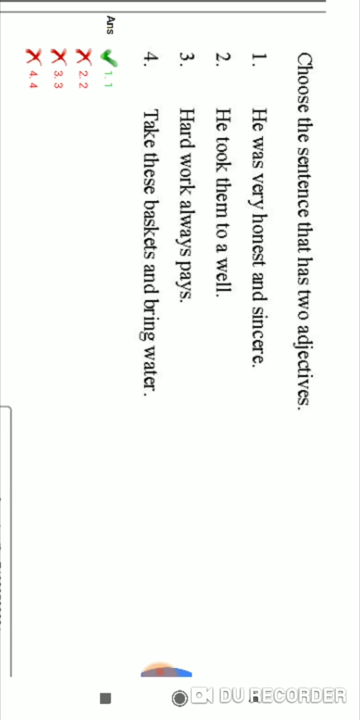 Choose the sentence that has two adjectives.
1. He was very honest and sincere.
2. He took them to a well.
3. Hard work always pays.
4. Take these baskets and bring water.
Ans
1. 1
2. 2
3. 3
4. 4
DU RECORDER